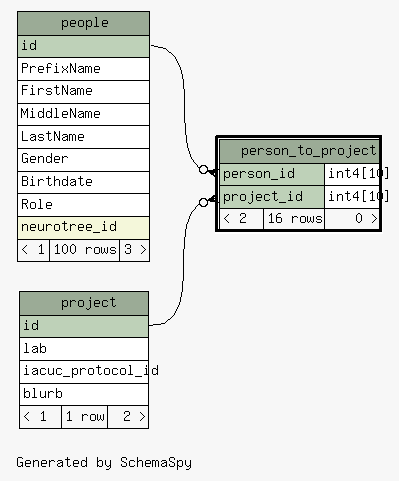 people
id
PrefixName
FirstName
MiddleName
LastName
Gender
Birthdate
Role
neurotree_id
< 1 100 rows 3 >
person_to_project
person_id int4[10]
project_id int4[10]
< 2 16 rows 0 >
project
id
lab
iacuc_protocol_id
blurb
< 1 1 row 2 >
Generated by SchemaSpy